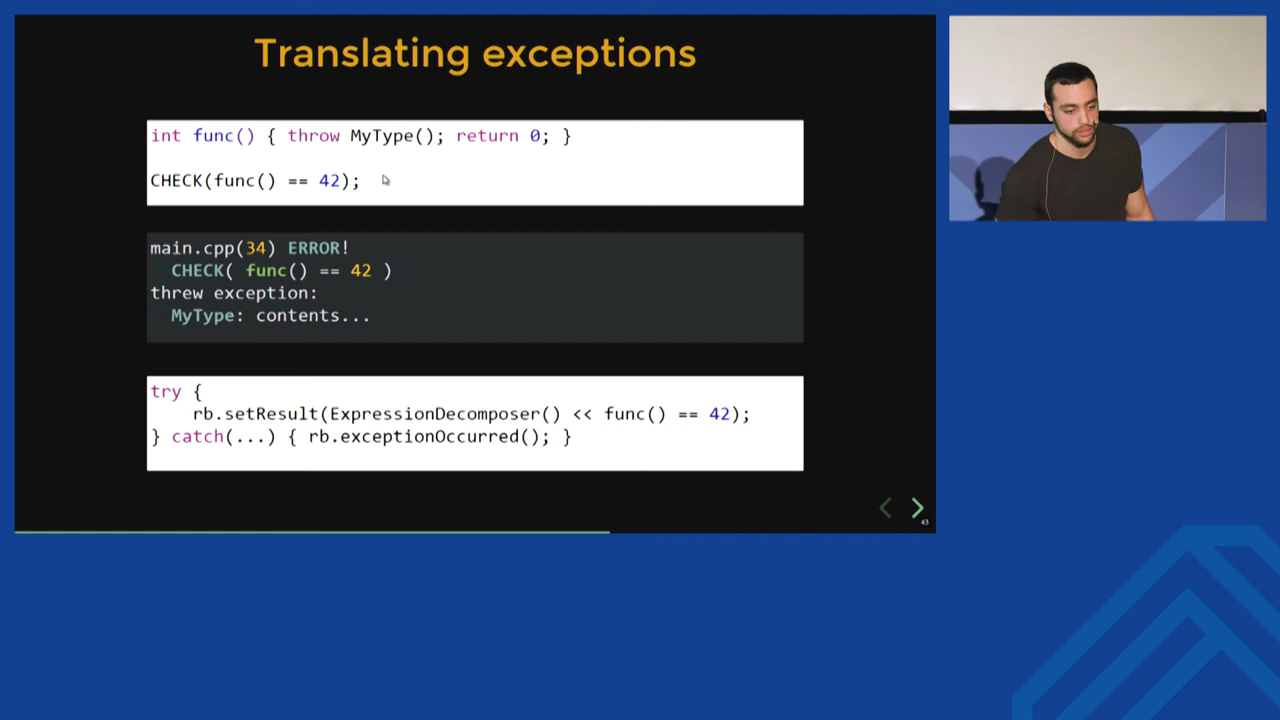 Translating exceptions
int func() { throw MyType(); return 0; }
CHECK(func() == 42);
main.cpp(34) ERROR!
CHECK( func() == 42 )
threw exception:
MyType: contents...
try {
rb.setResult(ExpressionDecomposer() << func() == 42);
} catch(...) { rb.exceptionOccurred(); }
43